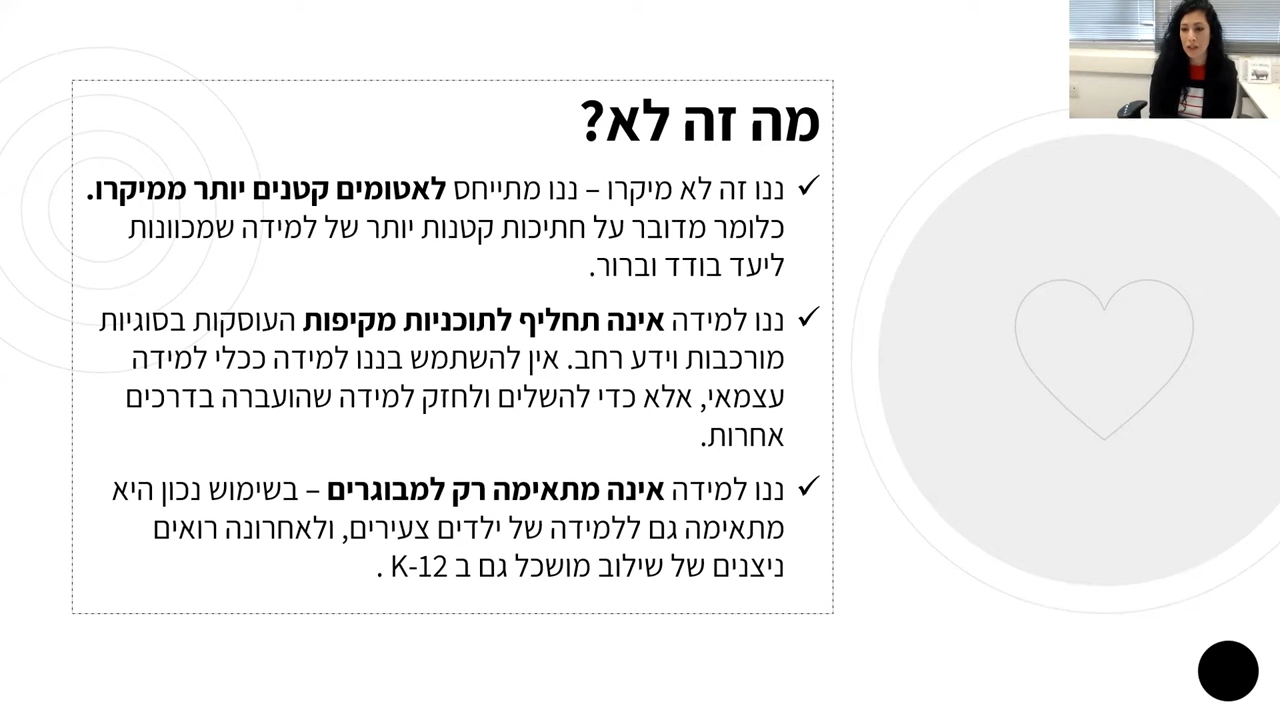 מה זה לא?
ננו זה לא מיקרו – ננו מתייחס לאטומים קטנים יותר ממיקרו.
כלומר מדובר על חתיכות קטנות יותר של למידה שמכוונות
ליעד בודד וברור.
ננו למידה אינה תחליף לתוכניות מקיפות העוסקות בסוגיות
מורכבות וידע רחב. אין להשתמש בננו למידה ככלי למידה
עצמאי, אלא כדי להשלים ולחזק למידה שהועברה בדרכים
אחרות.
ננו למידה אינה מתאימה רק למבוגרים – בשימוש נכון היא
מתאימה גם ללמידה של ילדים צעירים, ולאחרונה רואים
ניצנים של שילוב מושכל גם ב K-12 .